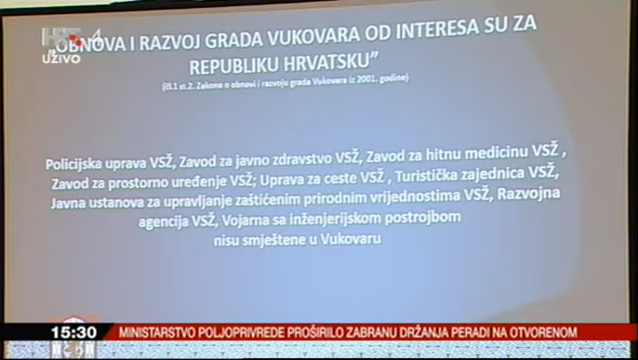 HRT 4
UŽIVO
„OBNOVA I RAZVOJ GRADA VUKOVARA OD INTERESA SU ZA
REPUBLIKU HRVATSKU”
(čl.1 st.2. Zakona o obnovi i razvoju grada Vukovara iz 2001. godine)
Policijska uprava VSŽ, Zavod za javno zdravstvo VSŽ, Zavod za hitnu medicinu VSŽ ,
Zavod za prostorno uređenje VSŽ; Uprava za ceste VSŽ , Turistička zajednica VSŽ,
Javna ustanova za upravljanje zaštićenim prirodnim vrijednostima VSŽ, Razvojna
agencija VSŽ, Vojarna sa inženjerijskom postrojbom
nisu smještene u Vukovaru
15:30
MINISTARSTVO POLJOPRIVREDE PROŠIRILO ZABRANU DRŽANJA PERADI NA OTVORENOM